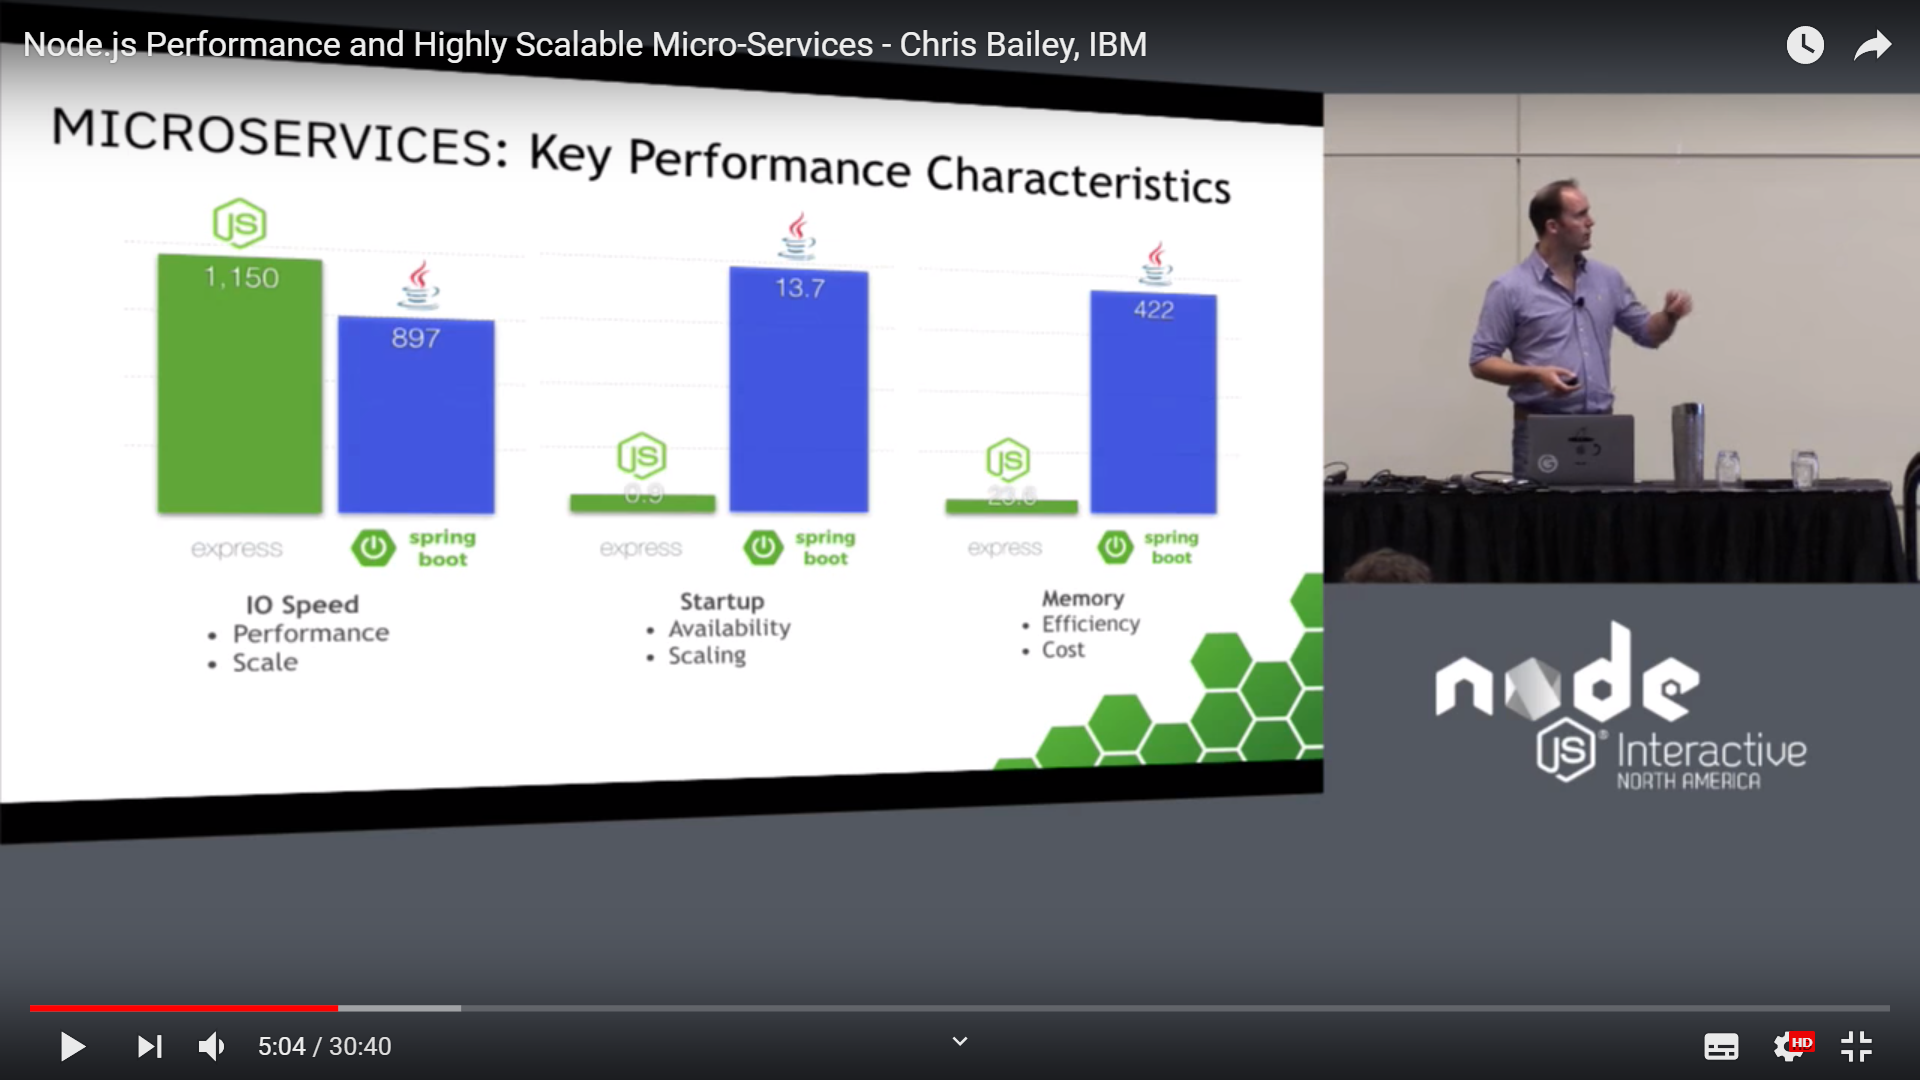 Node.js Performance and Highly Scalable Micro-Services - Chris Bailey, IBM
MICROSERVICES: Key Performance Characteristics
JS
1,150
897
express
spring
boot
IO Speed
• Performance
• Scale
13.7
JS
0.9
express
spring
boot
Startup
• Availability
• Scaling
422
JS
23.6
express
spring
boot
Memory
• Efficiency
• Cost
node
JS® Interactive
NORTH AMERICA
5:04 / 30:40
HD